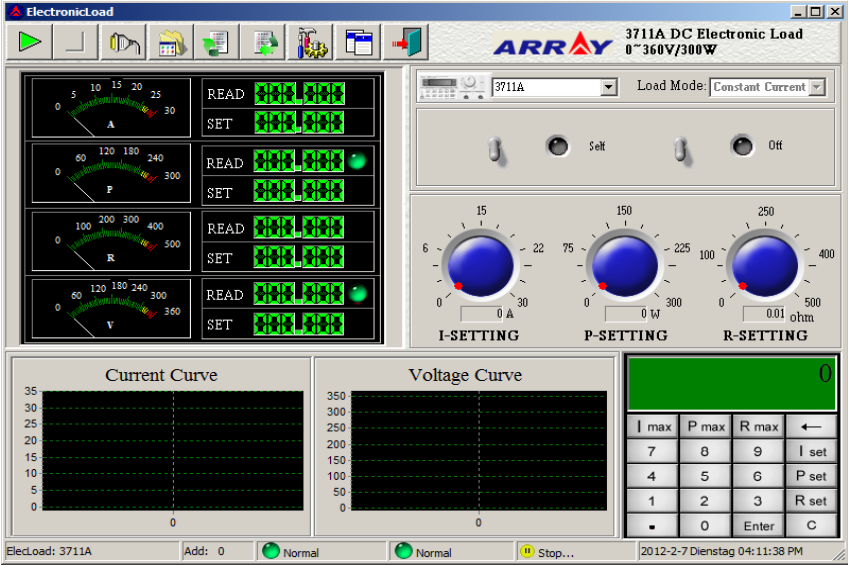 ElectronicLoad
ARRAY
3711A DC Electronic Load
0~360V/300W
0 5 10 15 20 25 30
A
READ
SET
0 60 120 180 240 300
P
READ
SET
0 100 200 300 400 500
R
READ
SET
0 60 120 180 240 300 360
V
READ
SET
3711A
Load Mode: Constant Current
Self
Off
0 6 15 22 30
0 A
I-SETTING
0 75 150 225 300
0 W
P-SETTING
0 100 250 400 500
0.01 ohm
R-SETTING
Current Curve
35
30
25
20
15
10
5
0
0
Voltage Curve
350
300
250
200
150
100
50
0
0
0
I max P max R max ←
7 8 9 I set
4 5 6 P set
1 2 3 R set
. 0 Enter C
ElecLoad: 3711A Add: 0 Normal Normal Stop... 2012-2-7 Dienstag 04:11:38 PM